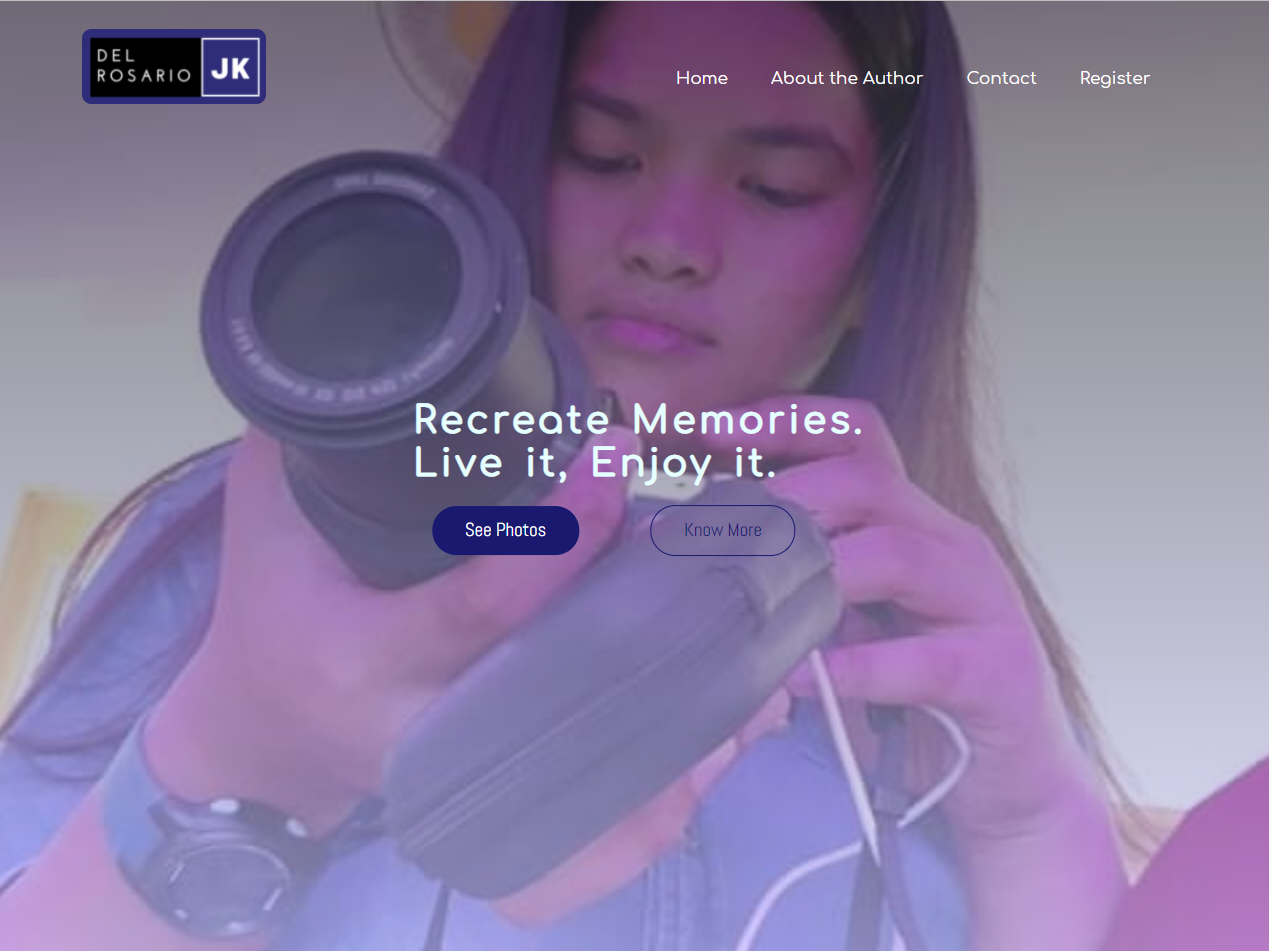 DEL
ROSARIO
JK
Home
About the Author
Contact
Register
Recreate Memories.
Live it, Enjoy it.
See Photos
Know More